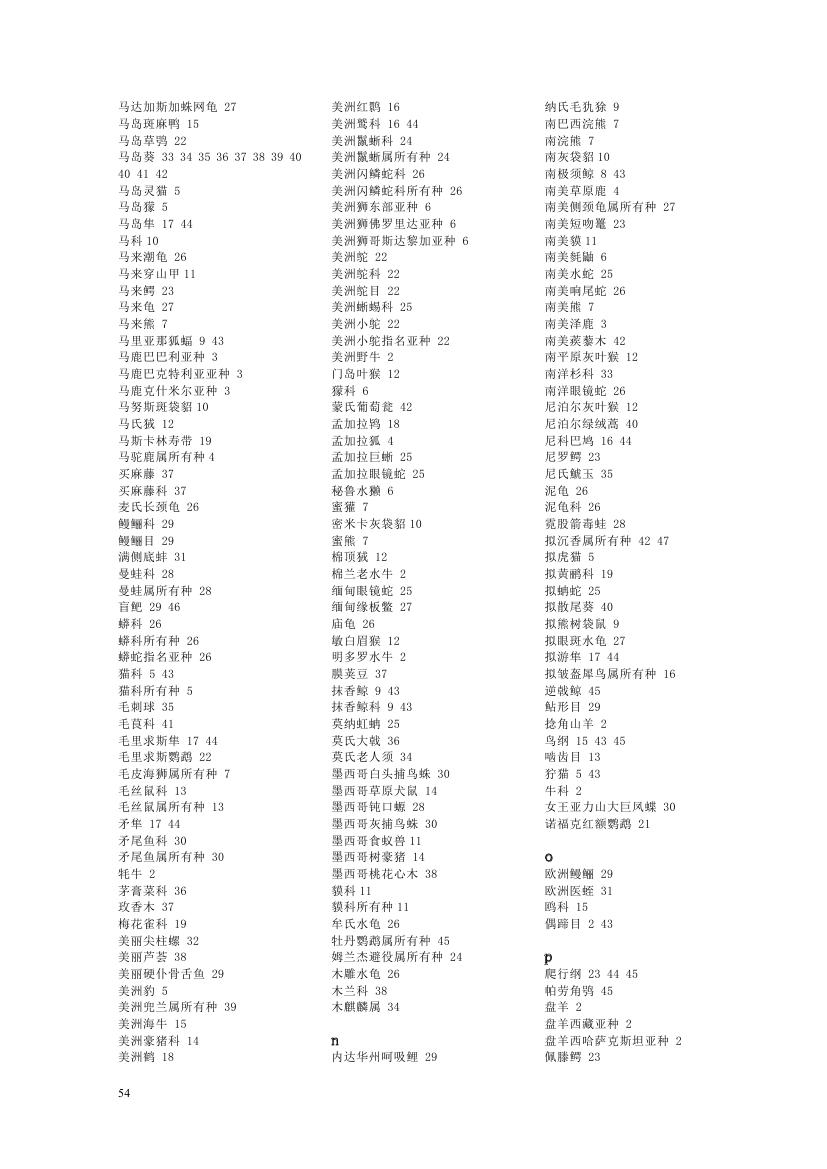 马达加斯加蛛网龟 27
马岛斑麻鸭 15
马岛草鹗 22
马岛葵 33 34 35 36 37 38 39 40
40 41 42
马岛灵猫 5
马岛獴 5
马岛隼 17 44
马科 10
马来潮龟 26
马来穿山甲 11
马来鳄 23
马来龟 27
马来熊 7
马里亚那狐蝠 9 43
马鹿巴巴利亚种 3
马鹿巴克特利亚亚种 3
马鹿克什米尔亚种 3
马努斯斑袋貂 10
马氏狨 12
马斯卡林寿带 19
马驼鹿属所有种 4
买麻藤 37
买麻藤科 37
麦氏长颈龟 26
鳗鲡科 29
鳗鲡目 29
满侧底蚌 31
曼蛙科 28
曼蛙属所有种 28
盲鲃 29 46
蟒科 26
蟒科所有种 26
蟒蛇指名亚种 26
猫科 5 43
猫科所有种 5
毛刺球 35
毛茛科 41
毛里求斯隼 17 44
毛里求斯鹦鹉 22
毛皮海狮属所有种 7
毛丝鼠科 13
毛丝鼠属所有种 13
矛隼 17 44
矛尾鱼科 30
矛尾鱼属所有种 30
牦牛 2
茅膏菜科 36
玫香木 37
梅花雀科 19
美丽尖柱螺 32
美丽芦荟 38
美丽硬仆骨舌鱼 29
美洲豹 5
美洲兜兰属所有种 39
美洲海牛 15
美洲豪猪科 14
美洲鹤 18
美洲红鹮 16
美洲鹫科 16 44
美洲鬣蜥科 24
美洲鬣蜥属所有种 24
美洲闪鳞蛇科 26
美洲闪鳞蛇科所有种 26
美洲狮东部亚种 6
美洲狮佛罗里达亚种 6
美洲狮哥斯达黎加亚种 6
美洲鸵 22
美洲鸵科 22
美洲鸵目 22
美洲蜥蜴科 25
美洲小鸵 22
美洲小鸵指名亚种 22
美洲野牛 2
门岛叶猴 12
獴科 6
蒙氏葡萄瓮 42
孟加拉鸨 18
孟加拉狐 4
孟加拉巨蜥 25
孟加拉眼镜蛇 25
秘鲁水獭 6
蜜獾 7
密米卡灰袋貂 10
蜜熊 7
棉顶狨 12
棉兰老水牛 2
缅甸眼镜蛇 25
缅甸缘板鳖 27
庙龟 26
敏白眉猴 12
明多罗水牛 2
膜荚豆 37
抹香鲸 9 43
抹香鲸科 9 43
莫纳虹蚺 25
莫氏大戟 36
莫氏老人须 34
墨西哥白头捕鸟蛛 30
墨西哥草原犬鼠 14
墨西哥钝口螈 28
墨西哥灰捕鸟蛛 30
墨西哥食蚁兽 11
墨西哥树豪猪 14
墨西哥桃花心木 38
貘科 11
貘科所有种 11
牟氏水龟 26
牡丹鹦鹉属所有种 45
姆兰杰避役属所有种 24
木雕水龟 26
木兰科 38
木麒麟属 34
n
内达华州呵吸鲤 29
纳氏毛犰狳 9
南巴西浣熊 7
南浣熊 7
南灰袋貂 10
南极须鲸 8 43
南美草原鹿 4
南美侧颈龟属所有种 27
南美短吻鼍 23
南美貘 11
南美毵鼬 6
南美水蛇 25
南美响尾蛇 26
南美熊 7
南美泽鹿 3
南美蒺藜木 42
南平原灰叶猴 12
南洋杉科 33
南洋眼镜蛇 26
尼泊尔灰叶猴 12
尼泊尔绿绒蒿 40
尼科巴鸠 16 44
尼罗鳄 23
尼氏鯱玉 35
泥龟 26
泥龟科 26
霓股箭毒蛙 28
拟沉香属所有种 42 47
拟虎猫 5
拟黄鹂科 19
拟蚺蛇 25
拟散尾葵 40
拟熊树袋鼠 9
拟眼斑水龟 27
拟游隼 17 44
拟皱盔犀鸟属所有种 16
逆戟鲸 45
鲇形目 29
捻角山羊 2
鸟纲 15 43 45
啮齿目 13
狞猫 5 43
牛科 2
女王亚力山大巨凤蝶 30
诺福克红额鹦鹉 21
o
欧洲鳗鲡 29
欧洲医蛭 31
鸥科 15
偶蹄目 2 43
p
爬行纲 23 44 45
帕劳角鸮 45
盘羊 2
盘羊西藏亚种 2
盘羊西哈萨克斯坦亚种 2
佩滕鳄 23
54